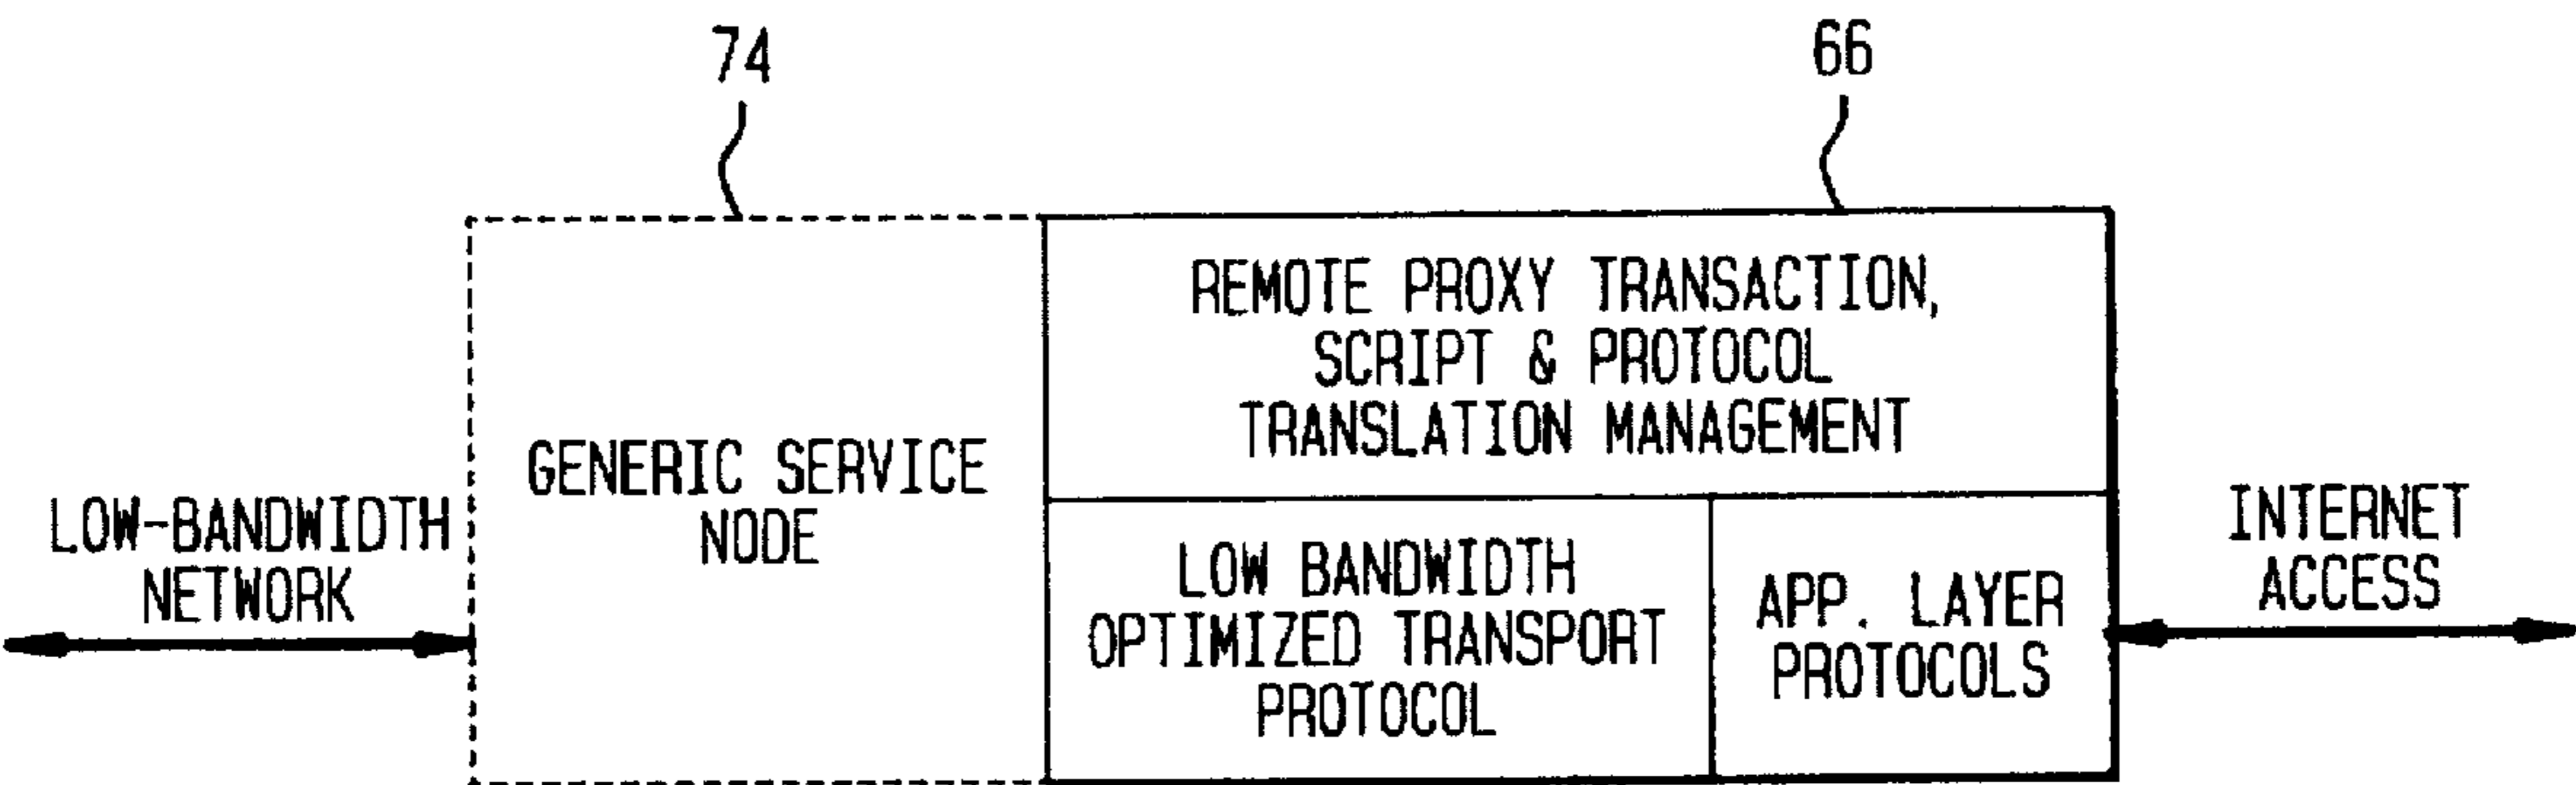 74
66
REMOTE PROXY TRANSACTION,
SCRIPT & PROTOCOL
TRANSLATION MANAGEMENT
GENERIC SERVICE
NODE
LOW-BANDWIDTH
NETWORK
LOW BANDWIDTH
OPTIMIZED TRANSPORT
PROTOCOL
APP. LAYER
PROTOCOLS
INTERNET
ACCESS